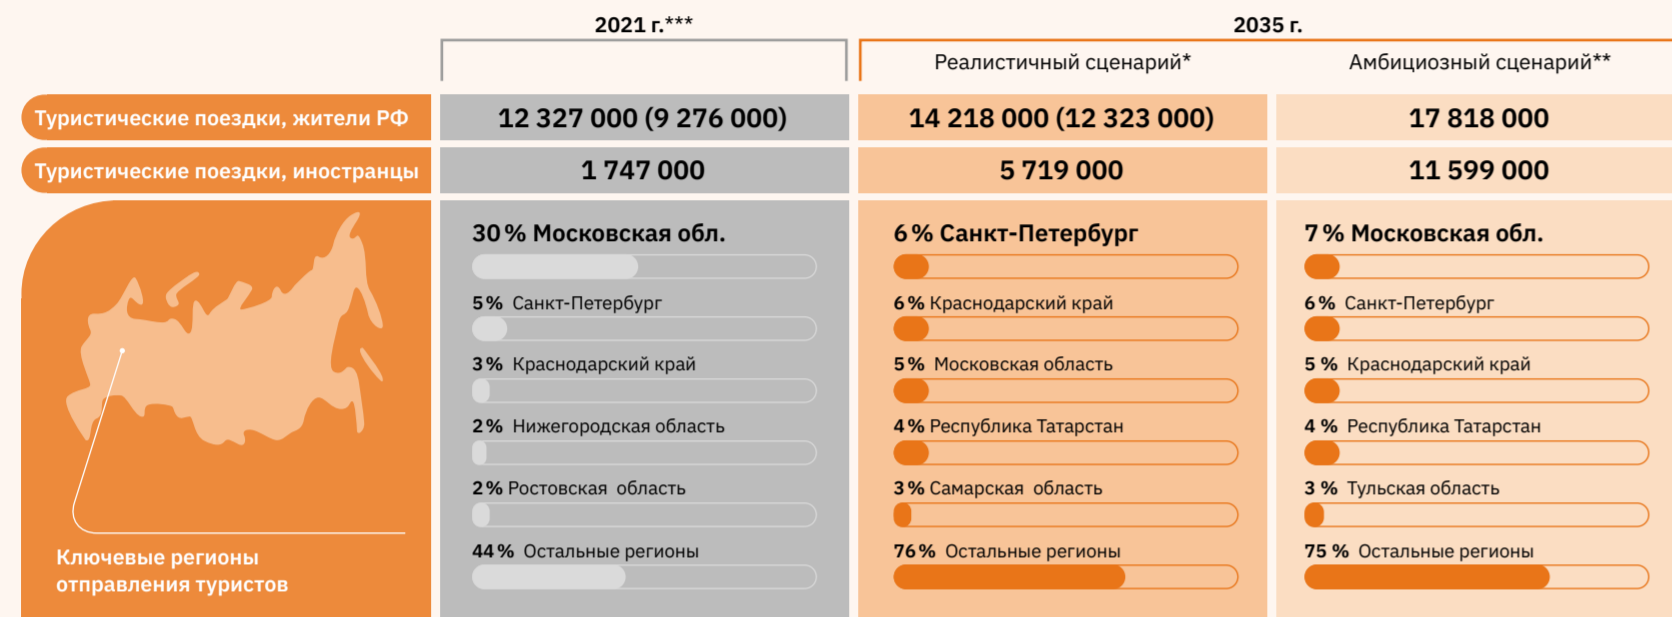 2021 г.***
2035 г.
Реалистичный сценарий*
Амбициозный сценарий**
Туристические поездки, жители РФ
12 327 000 (9 276 000)
14 218 000 (12 323 000)
17 818 000
Туристические поездки, иностранцы
1 747 000
5 719 000
11 599 000
Ключевые регионы
отправления туристов
30 % Московская обл.
5 % Санкт-Петербург
3 % Краснодарский край
2 % Нижегородская область
2 % Ростовская область
44 % Остальные регионы
6 % Санкт-Петербург
6 % Краснодарский край
5 % Московская область
4 % Республика Татарстан
3 % Самарская область
76 % Остальные регионы
7 % Московская обл.
6 % Санкт-Петербург
5 % Краснодарский край
4 % Республика Татарстан
3 % Тульская область
75 % Остальные регионы